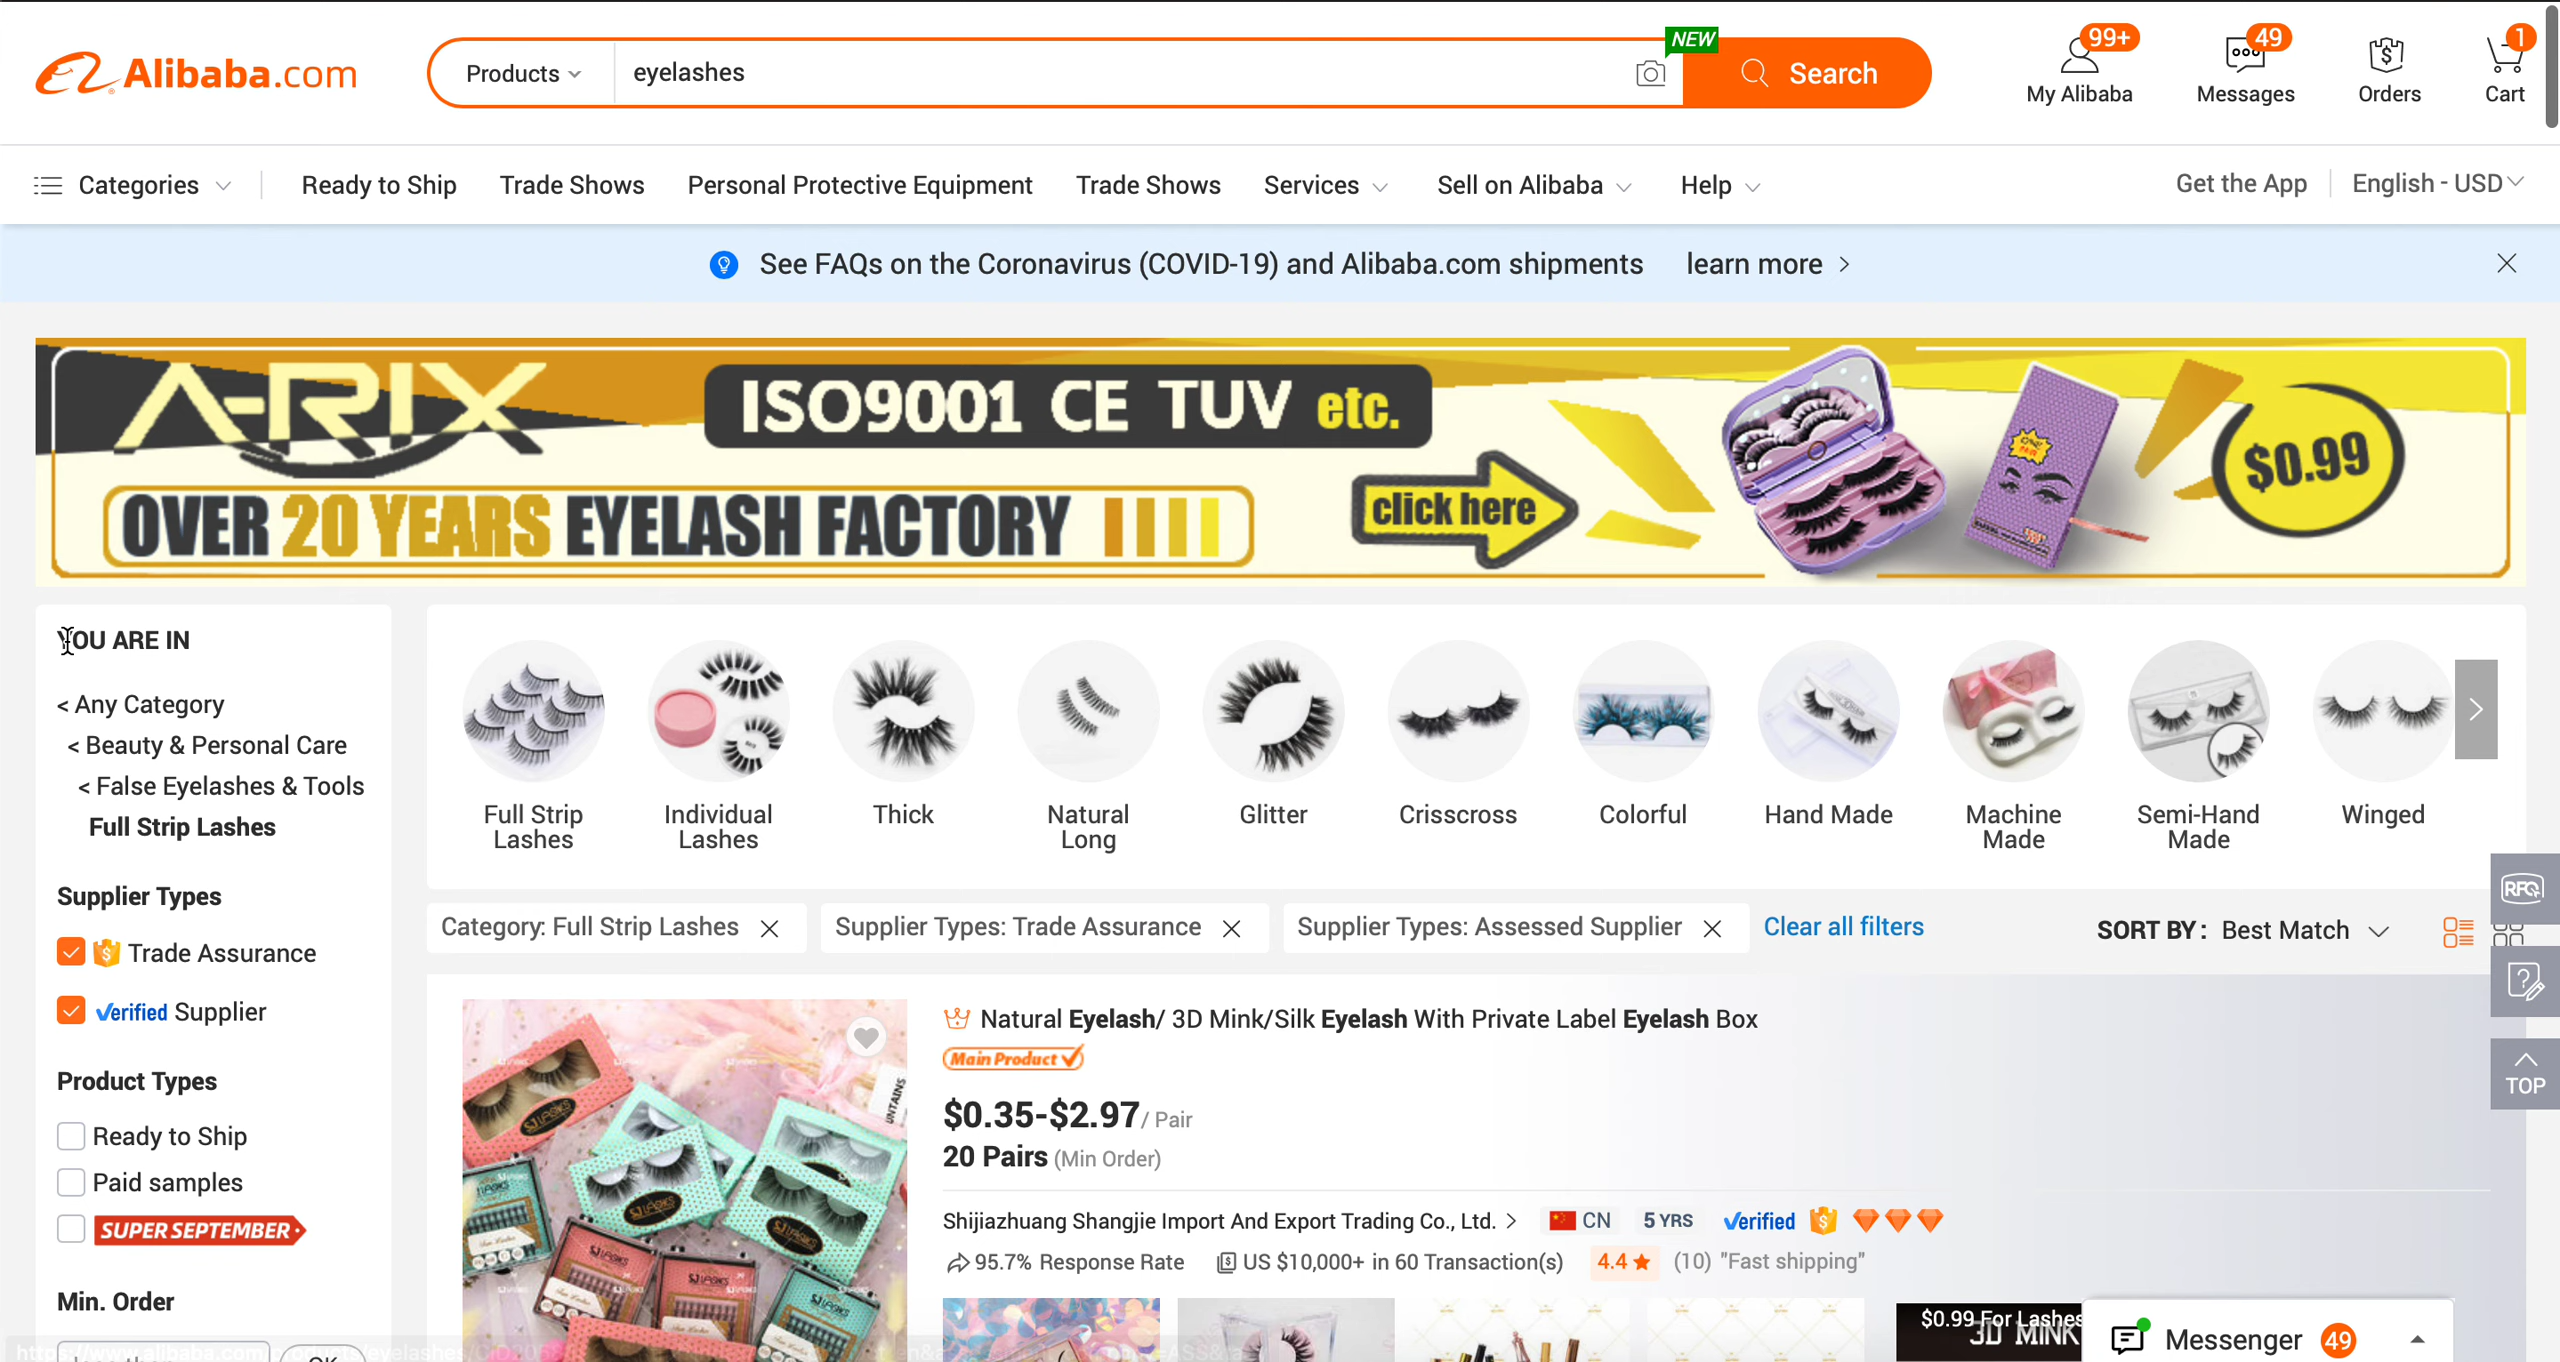 Alibaba.com
Products
eyelashes
NEW
Search
99+
My Alibaba
49
Messages
Orders
1
Cart
Categories
Ready to Ship
Trade Shows
Personal Protective Equipment
Trade Shows
Services
Sell on Alibaba
Help
Get the App
English - USD
See FAQs on the Coronavirus (COVID-19) and Alibaba.com shipments
learn more >
A-RIX
ISO9001 CE TUV etc.
OVER 20 YEARS EYELASH FACTORY
click here
$0.99
YOU ARE IN
< Any Category
< Beauty & Personal Care
< False Eyelashes & Tools
Full Strip Lashes
Supplier Types
Trade Assurance
Verified Supplier
Product Types
Ready to Ship
Paid samples
SUPER SEPTEMBER
Min. Order
OK
Full Strip
Lashes
Individual
Lashes
Thick
Natural
Long
Glitter
Crisscross
Colorful
Hand Made
Machine
Made
Semi-Hand
Made
Winged
Category: Full Strip Lashes
Supplier Types: Trade Assurance
Supplier Types: Assessed Supplier
Clear all filters
SORT BY :
Best Match
RFQ
TOP
Natural Eyelash/ 3D Mink/Silk Eyelash With Private Label Eyelash Box
Main Product
$0.35-$2.97/ Pair
20 Pairs (Min Order)
Shijiazhuang Shangjie Import And Export Trading Co., Ltd. >
CN
5 YRS
Verified
95.7% Response Rate
US $10,000+ in 60 Transaction(s)
4.4
(10) "Fast shipping"
$0.99 For Lashes
3D MINK
Messenger
49